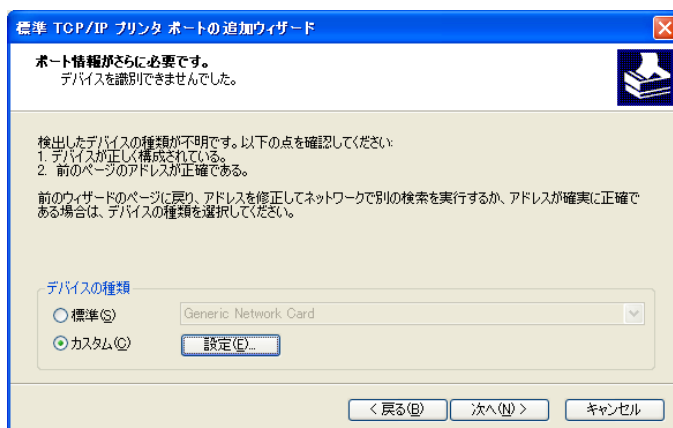 標準 TCP/IP プリンタ ポートの追加ウィザード
ポート情報がさらに必要です。
デバイスを識別できませんでした。
検出したデバイスの種類が不明です。以下の点を確認してください:
1. デバイスが正しく構成されている。
2. 前のページのアドレスが正確である。
前のウィザードのページに戻り、アドレスを修正してネットワークで別の検索を実行するか、アドレスが確実に正確で
ある場合は、デバイスの種類を選択してください。
デバイスの種類
標準(S) Generic Network Card
カスタム(C) 設定(E)...
< 戻る(B) 次へ(N) > キャンセル